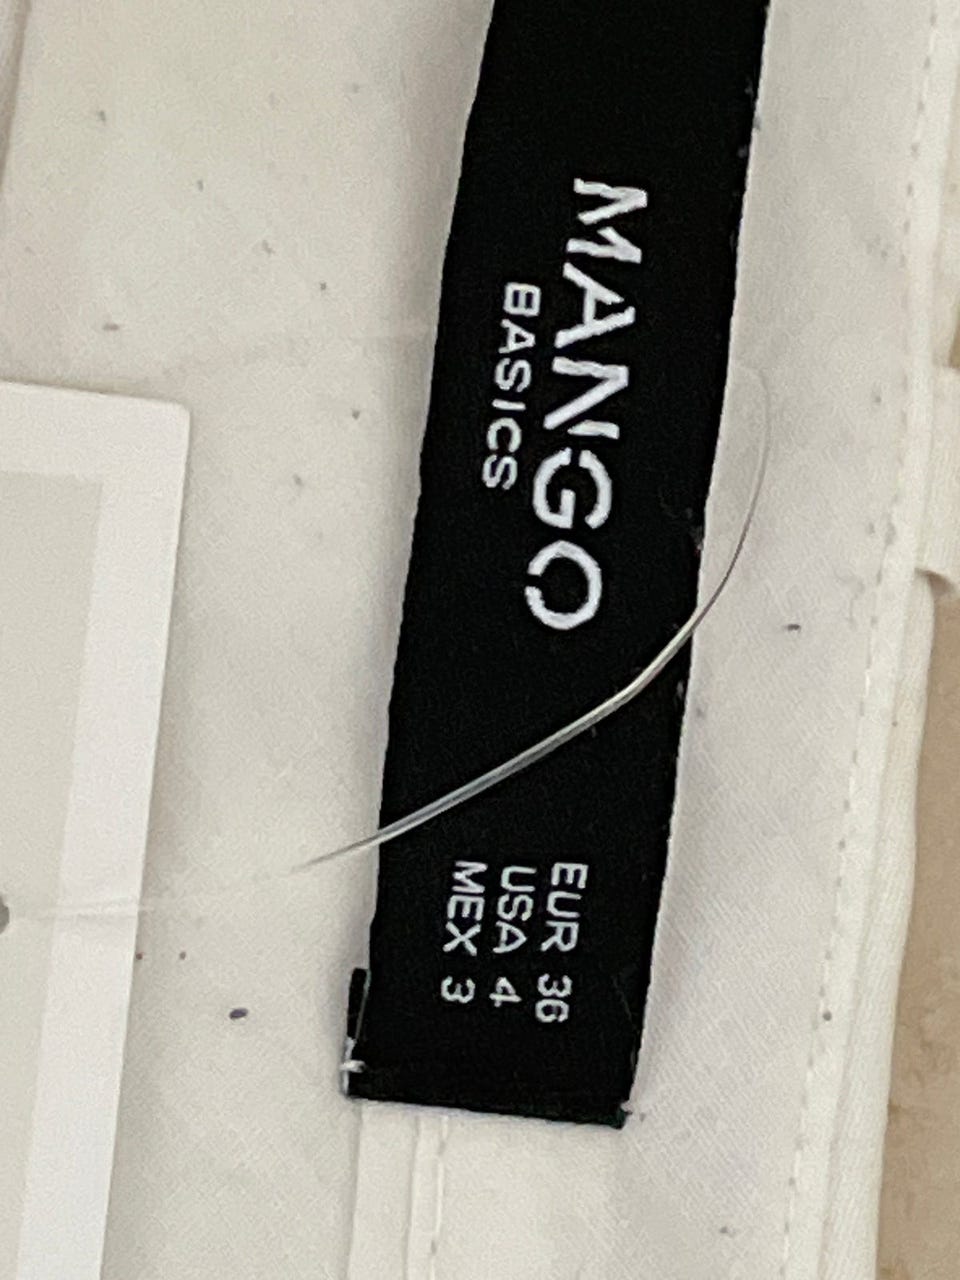 MANGO
BASICS
EUR 36
USA 4
MEX 3